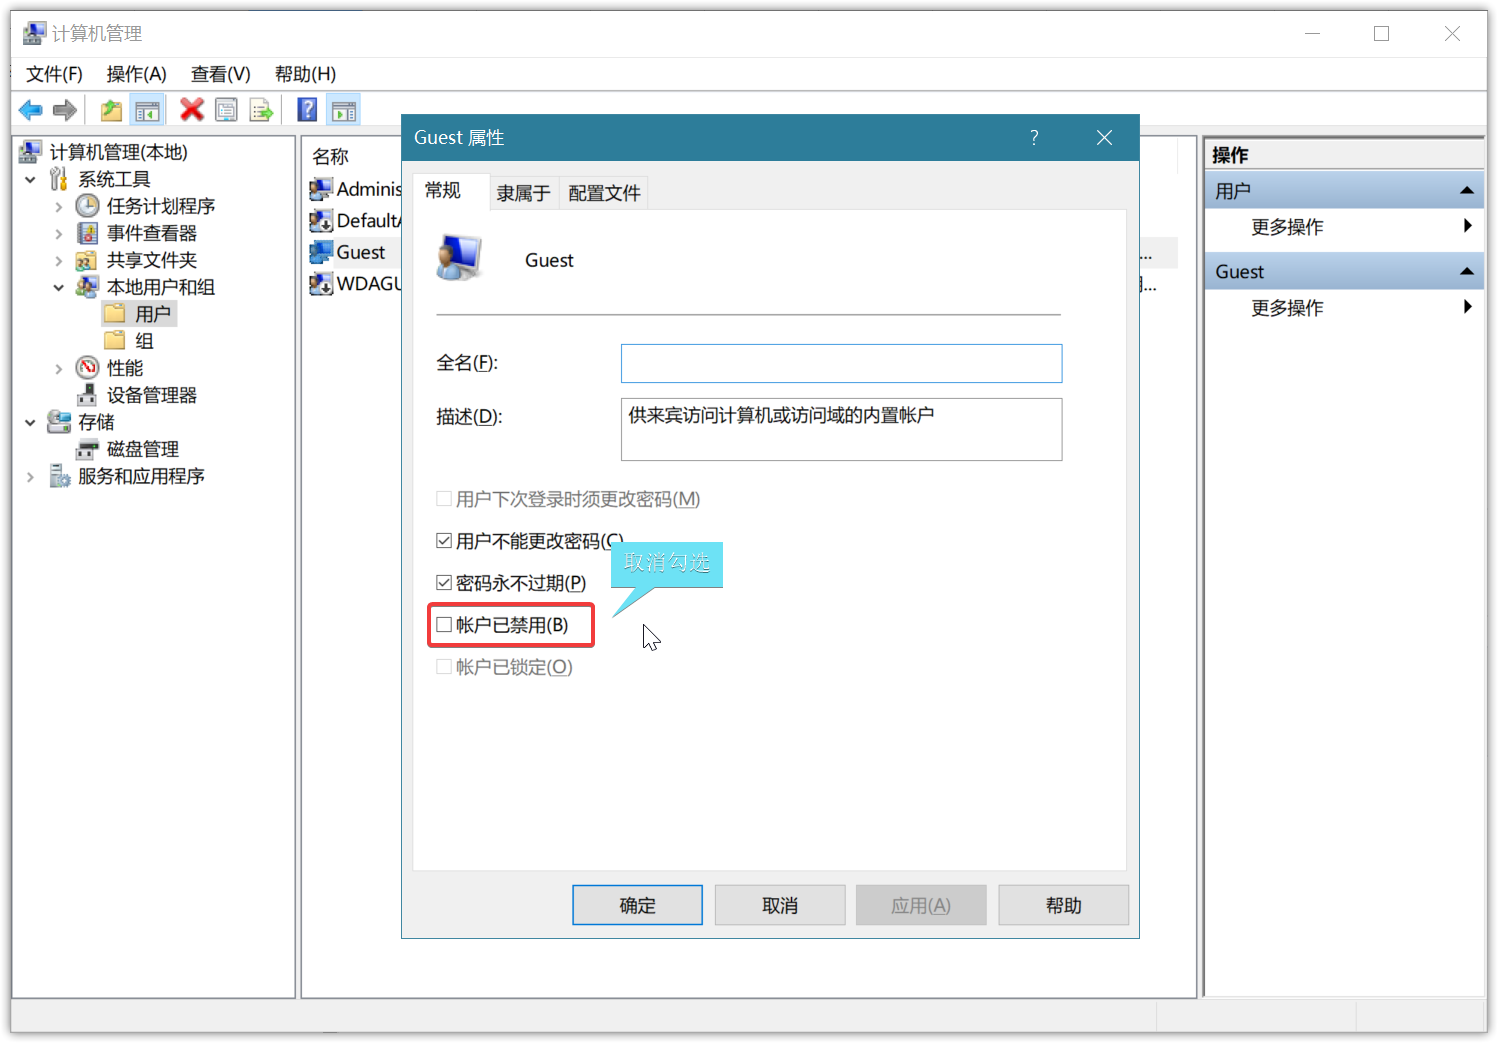 计算机管理
文件(F) 操作(A) 查看(V) 帮助(H)
计算机管理(本地)
系统工具
任务计划程序
事件查看器
共享文件夹
本地用户和组
用户
组
性能
设备管理器
存储
磁盘管理
服务和应用程序
名称
Adminis
Default
Guest
WDAGU
...
...
Guest 属性
常规 隶属于 配置文件
Guest
全名(F):
描述(D):
供来宾访问计算机或访问域的内置帐户
用户下次登录时须更改密码(M)
用户不能更改密码(C)
取消勾选
密码永不过期(P)
帐户已禁用(B)
帐户已锁定(O)
确定 取消 应用(A) 帮助
操作
用户
更多操作
Guest
更多操作